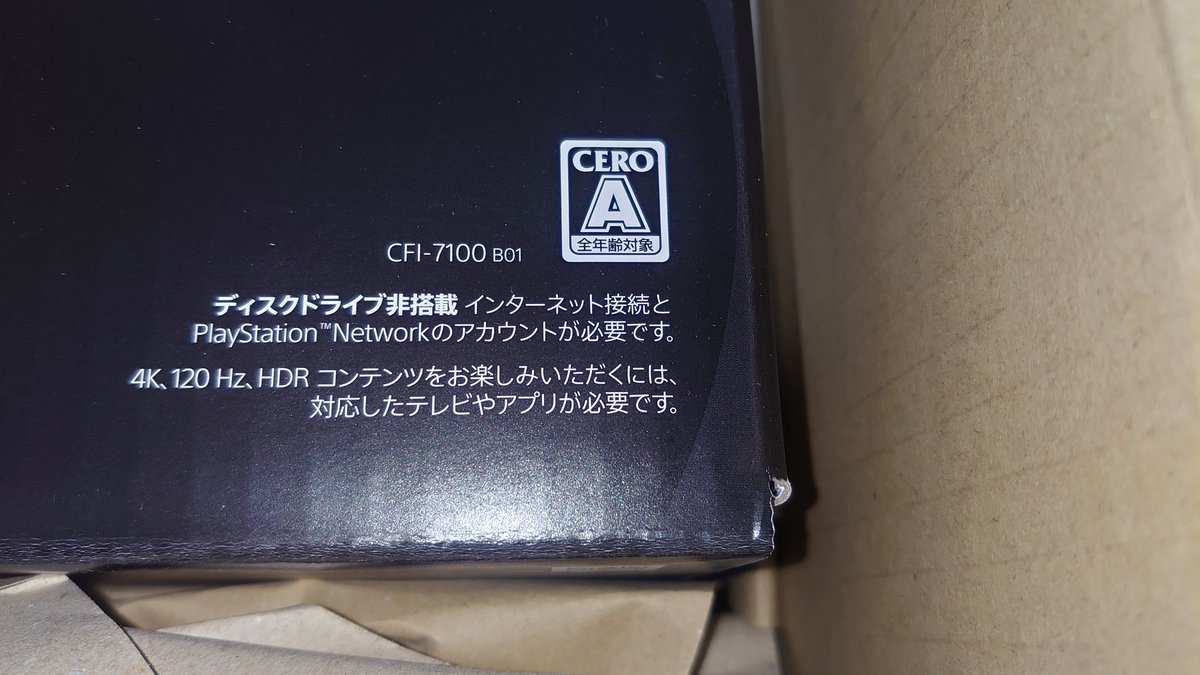 CERO
A
全年齢対象
CFI-7100 B01
ディスクドライブ非搭載 インターネット接続と
PlayStation™Networkのアカウントが必要です。
4K、120 Hz、HDR コンテンツをお楽しみいただくには、
対応したテレビやアプリが必要です。